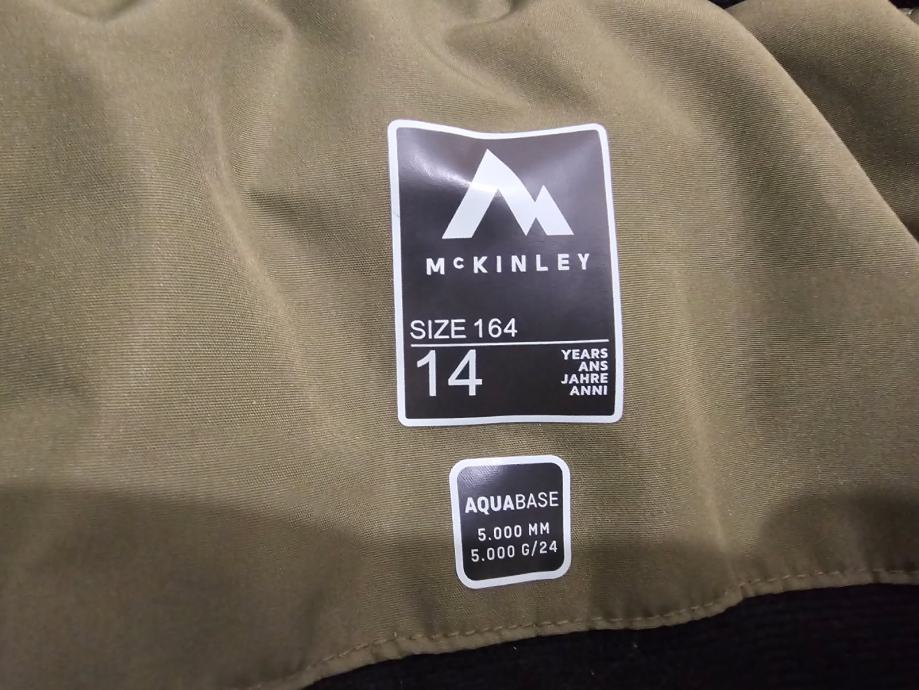 McKINLEY
SIZE 164
14
YEARS
ANS
JAHRE
ANNI
AQUABASE
5.000 MM
5.000 G/24